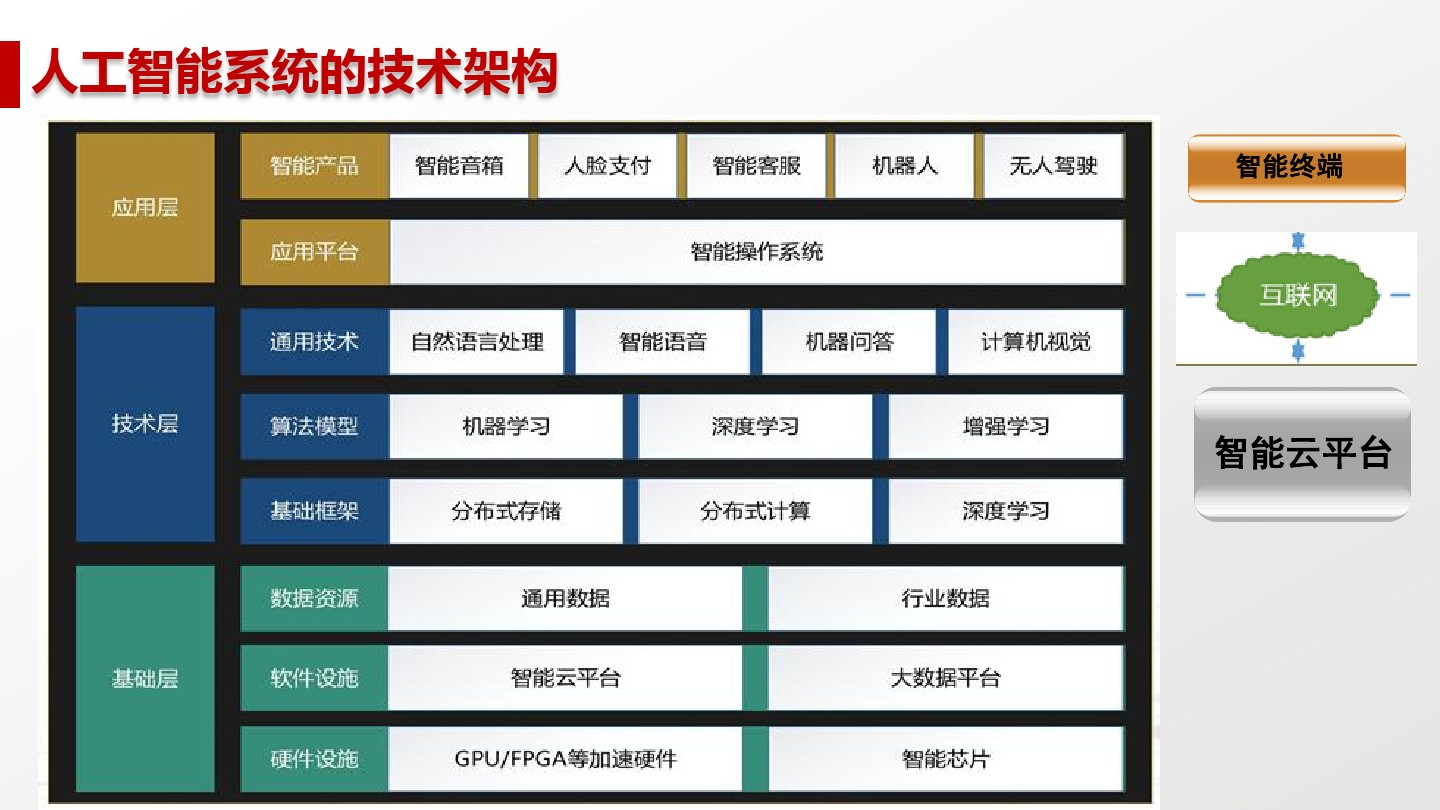 人工智能系统的技术架构
应用层
智能产品 智能音箱 人脸支付 智能客服 机器人 无人驾驶
应用平台 智能操作系统
技术层
通用技术 自然语言处理 智能语音 机器问答 计算机视觉
算法模型 机器学习 深度学习 增强学习
基础框架 分布式存储 分布式计算 深度学习
基础层
数据资源 通用数据 行业数据
软件设施 智能云平台 大数据平台
硬件设施 GPU/FPGA等加速硬件 智能芯片
智能终端
互联网
智能云平台